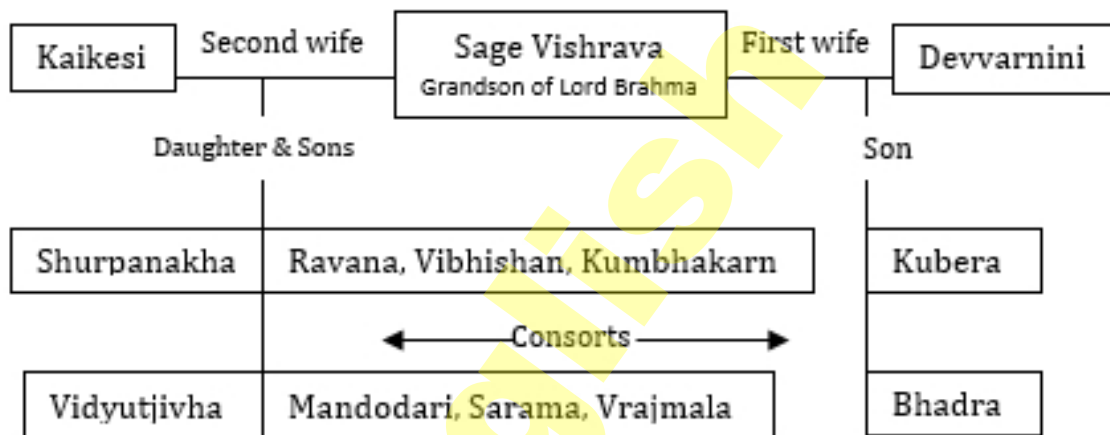 Kaikesi Second wife Sage Vishrava First wife Devvarnini
Grandson of Lord Brahma
Daughter & Sons Son
Shurpanakha Ravana, Vibhishan, Kumbhakarn Kubera
Consorts
Vidyutjivha Mandodari, Sarama, Vrajmala Bhadra
glish